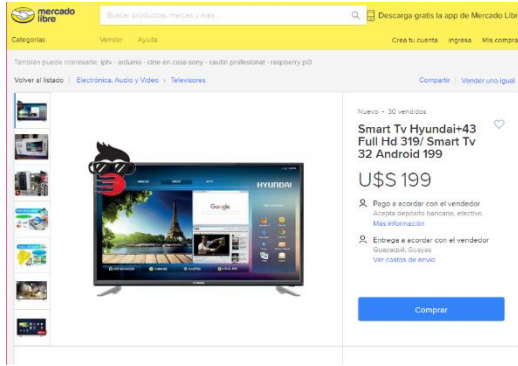 mercado
libre
Buscar productos, marcas y más...
Descarga gratis la app de Mercado Libr
Categorías
Vender
Ayuda
Crea tu cuenta
Ingresa
Mis compra
También puede interesarte: iptv - arduino - cine en casa sony - cautin profesional - raspberry pi3
Volver al listado
Electrónica, Audio y Video > Televisores
Compartir
Vender uno igual
Nuevo - 30 vendidos
Smart Tv Hyundai+43
Full Hd 319/ Smart Tv
32 Android 199
U$S 199
Pago a acordar con el vendedor
Acepta depósito bancario, efectivo.
Más información
Entrega a acordar con el vendedor
Guayaquil, Guayas
Ver costos de envío
Comprar
HYUNDAI
Google